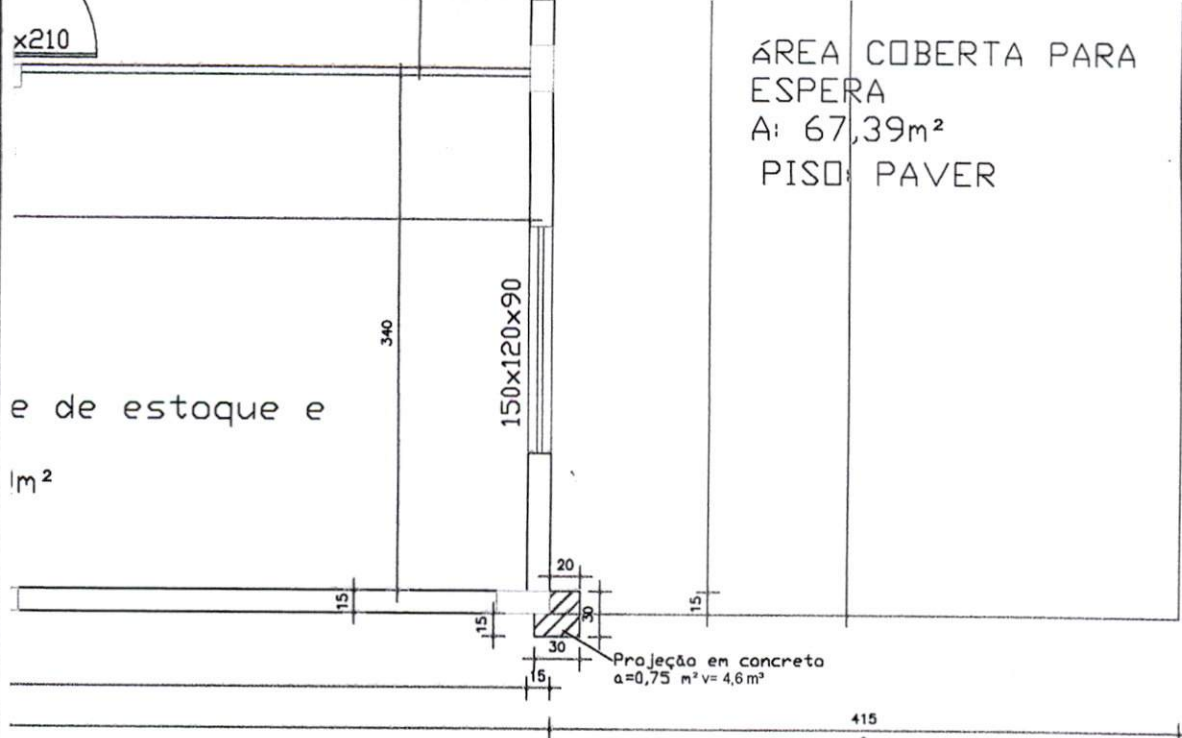 x210
áREA COBERTA PARA
ESPERA
A: 67,39m²
PISO: PAVER
340
150x120x90
e de estoque e
m²
20
15
15
30
15
30
Projeção em concreto
a=0,75 m² v= 4,6 m³
15
415